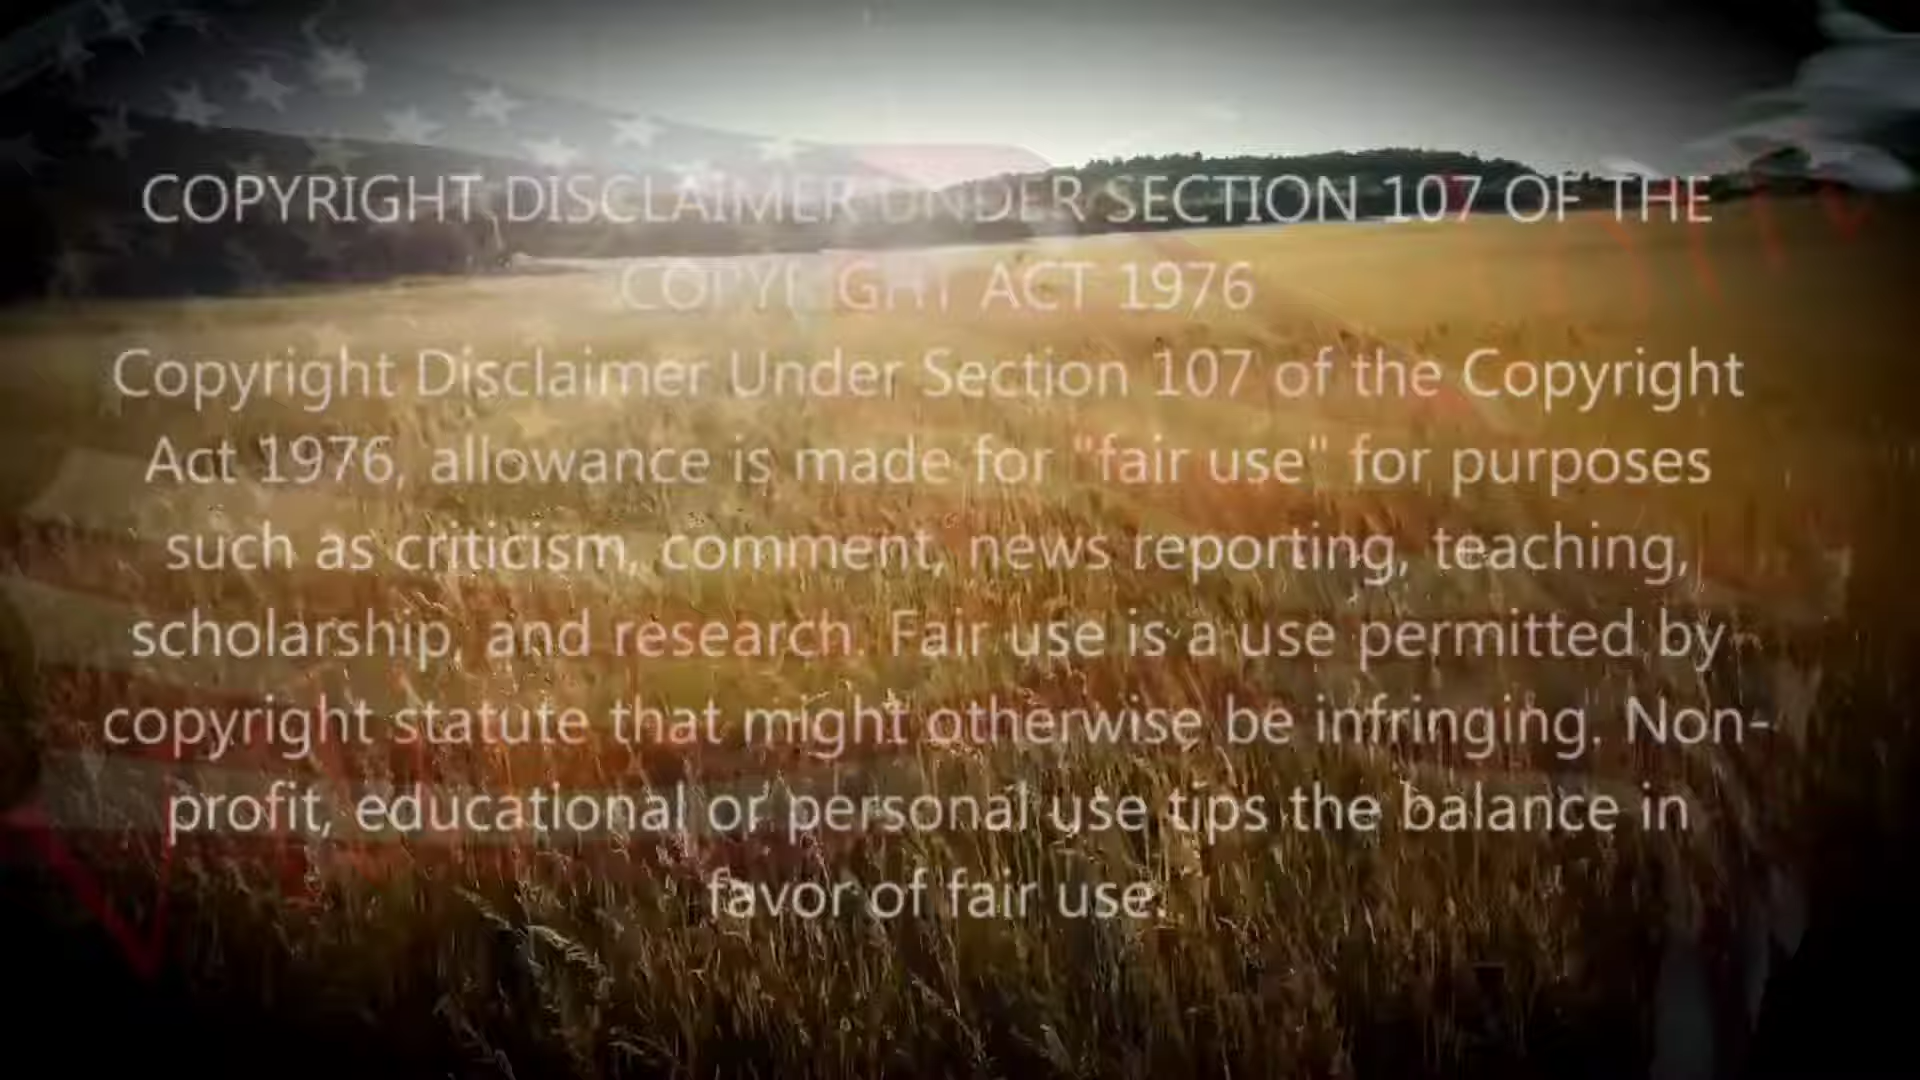 COPYRIGHT DISCLAIMER UNDER SECTION 107 OF THE
COPYRIGHT ACT 1976
Copyright Disclaimer Under Section 107 of the Copyright
Act 1976, allowance is made for "fair use" for purposes
such as criticism, comment, news reporting, teaching,
scholarship, and research. Fair use is a use permitted by
copyright statute that might otherwise be infringing. Non-
profit, educational or personal use tips the balance in
favor of fair use.